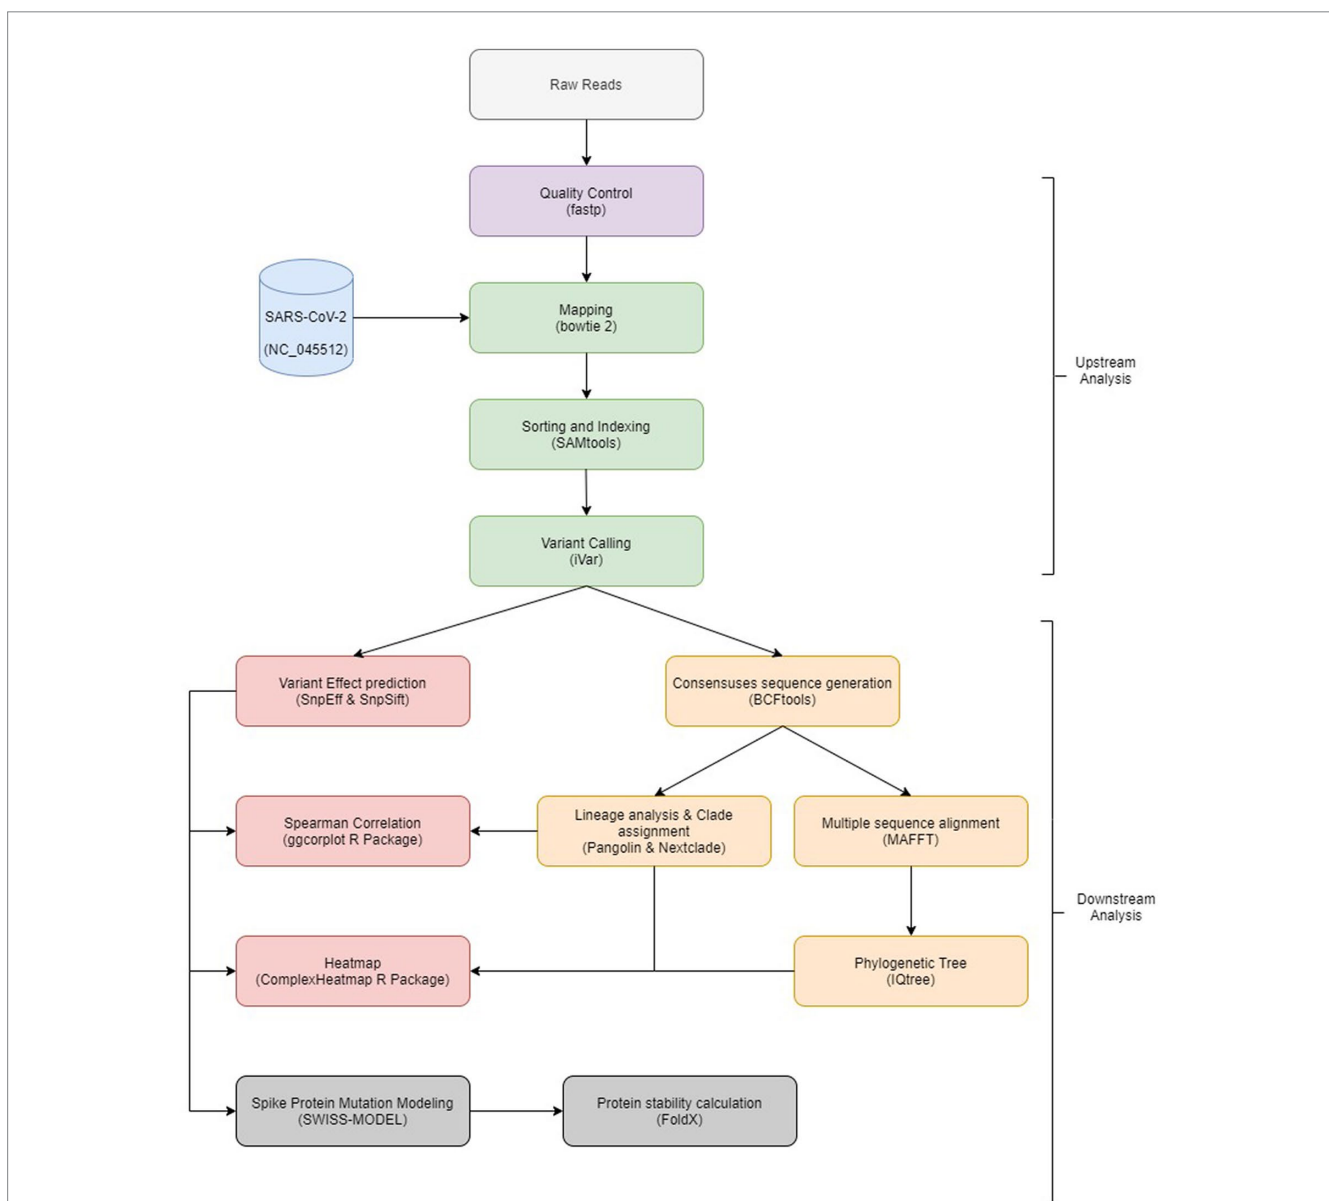 Raw Reads
Quality Control
(fastp)
SARS-CoV-2
(NC_045512)
Mapping
(bowtie 2)
Upstream
Analysis
Sorting and Indexing
(SAMtools)
Variant Calling
(iVar)
Variant Effect prediction
(SnpEff & SnpSift)
Consensuses sequence generation
(BCFtools)
Spearman Correlation
(ggcorplot R Package)
Lineage analysis & Clade
assignment
(Pangolin & Nextclade)
Multiple sequence alignment
(MAFFT)
Downstream
Analysis
Heatmap
(ComplexHeatmap R Package)
Phylogenetic Tree
(IQtree)
Spike Protein Mutation Modeling
(SWISS-MODEL)
Protein stability calculation
(FoldX)